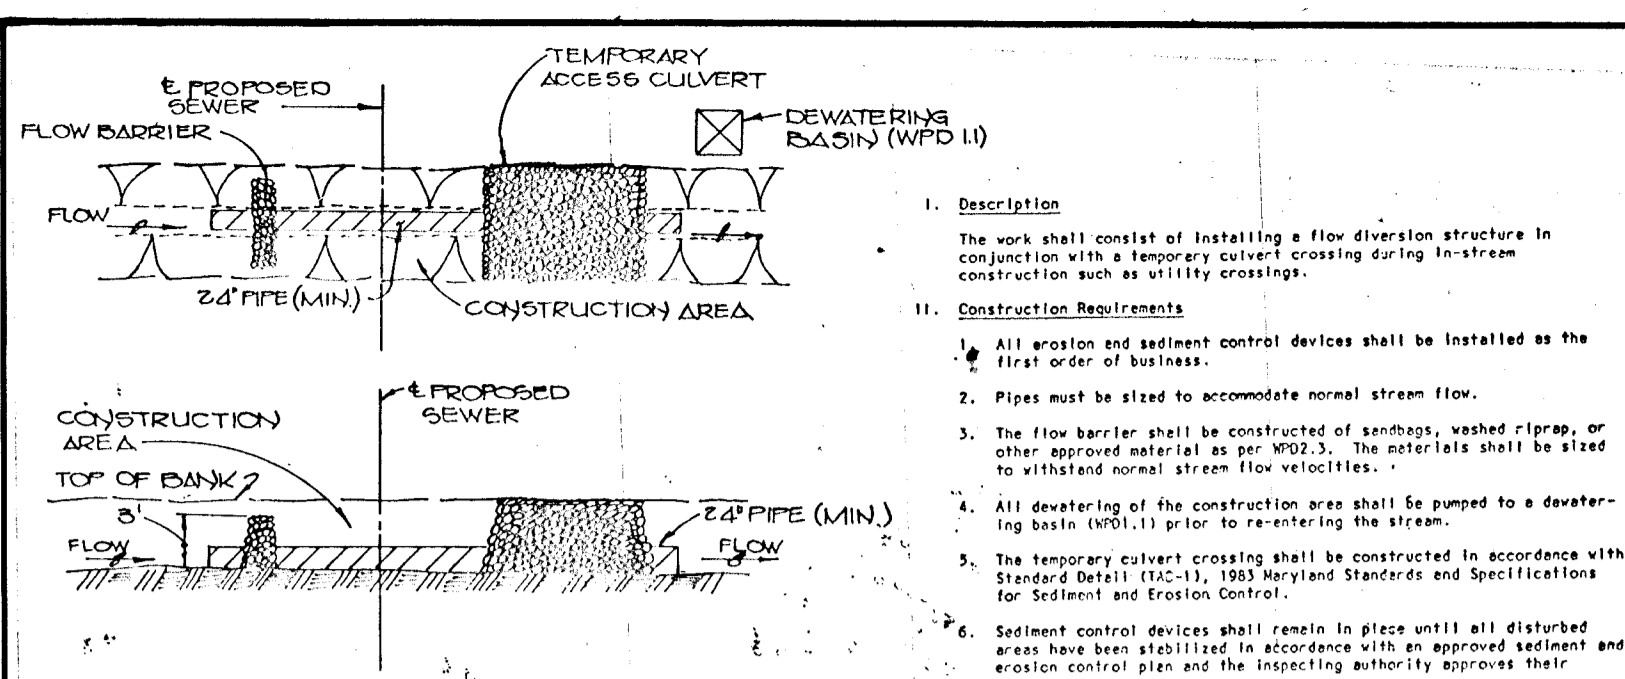 TEMPORARY
ACCESS CULVERT
℄ PROPOSED
SEWER
FLOW BARRIER
DEWATERING
BASIN (WPD 1.1)
FLOW
24" PIPE (MIN.)
CONSTRUCTION AREA
℄ PROPOSED
SEWER
CONSTRUCTION
AREA
TOP OF BANK
3'
24" PIPE (MIN.)
FLOW
FLOW
I. Description
The work shall consist of installing a flow diversion structure in
conjunction with a temporary culvert crossing during in-stream
construction such as utility crossings.
II. Construction Requirements
1. All erosion and sediment control devices shall be installed as the
first order of business.
2. Pipes must be sized to accommodate normal stream flow.
3. The flow barrier shall be constructed of sandbags, washed riprap, or
other approved material as per WPD2.3. The materials shall be sized
to withstand normal stream flow velocities.
4. All dewatering of the construction area shall be pumped to a dewater-
ing basin (WPD1.1) prior to re-entering the stream.
5. The temporary culvert crossing shall be constructed in accordance with
Standard Detail (TAC-1), 1983 Maryland Standards and Specifications
for Sediment and Erosion Control.
6. Sediment control devices shall remain in place until all disturbed
areas have been stabilized in accordance with an approved sediment and
erosion control plan and the inspecting authority approves their